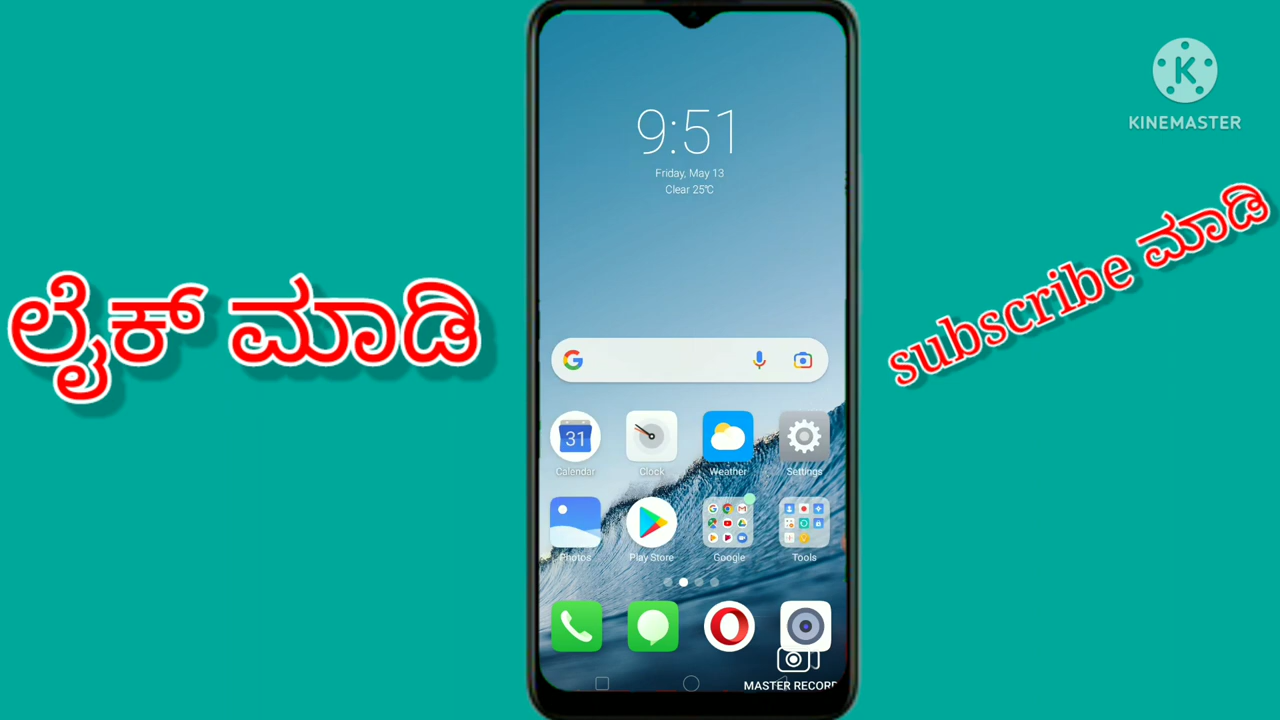 K
KINEMASTER
9:51
Friday, May 13
Clear 25℃
ಲೈಕ್ ಮಾಡಿ
subscribe ಮಾಡಿ
G
31
Calendar Clock Weather Settings
Photos Play Store Google Tools
MASTER RECORD